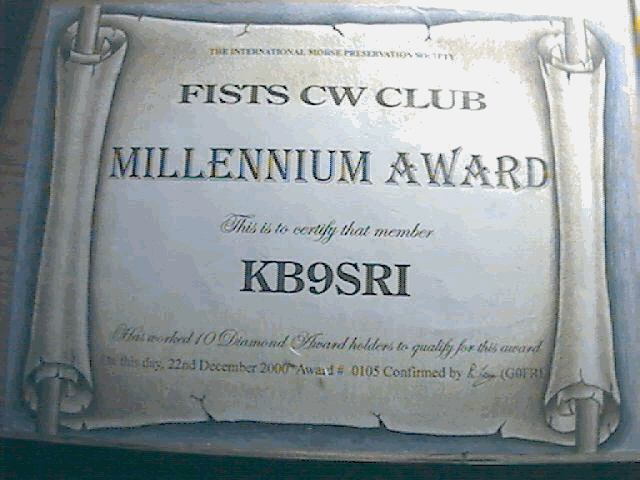 THE INTERNATIONAL MORSE PRESERVATION SOCIETY
FISTS CW CLUB
MILLENNIUM AWARD
This is to certify that member
KB9SRI
Has worked 10 Diamond Award holders to qualify for this award
this day, 22nd December 2000 Award # 0105 Confirmed by